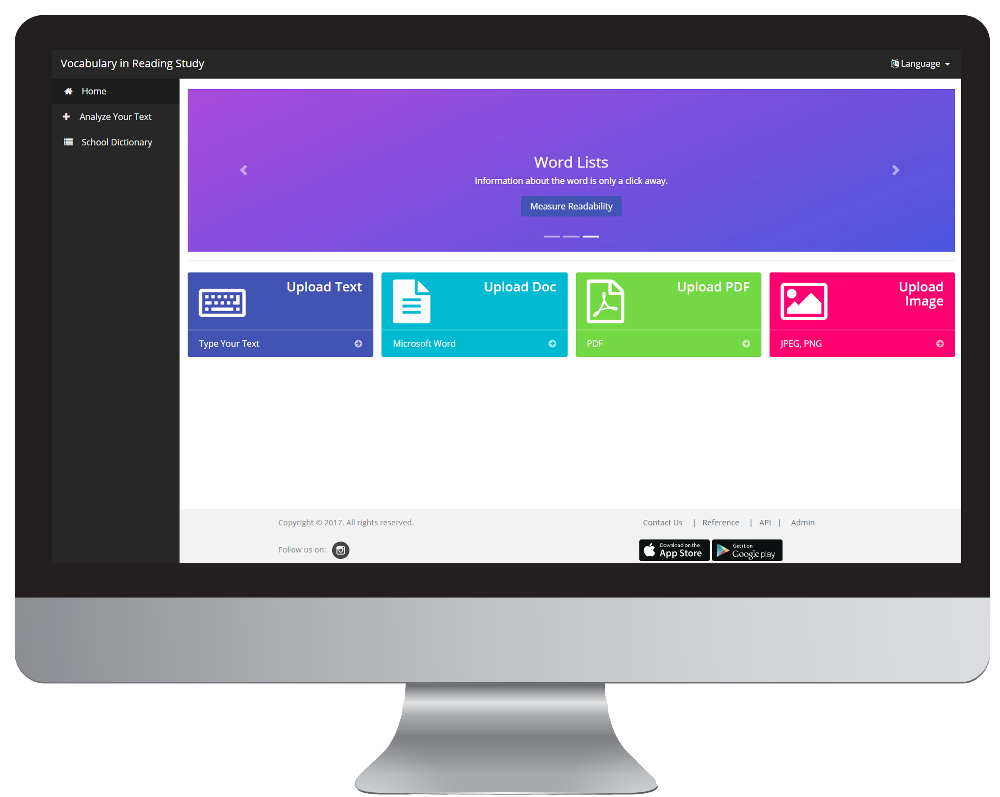 Vocabulary in Reading Study
Language
Home
Analyze Your Text
School Dictionary
Word Lists
Information about the word is only a click away.
Measure Readability
Upload Text
Type Your Text
Upload Doc
Microsoft Word
Upload PDF
PDF
Upload
Image
JPEG, PNG
Copyright © 2017. All rights reserved.
Contact Us | Reference | API | Admin
Follow us on:
Download on the
App Store
Get it on
Google play